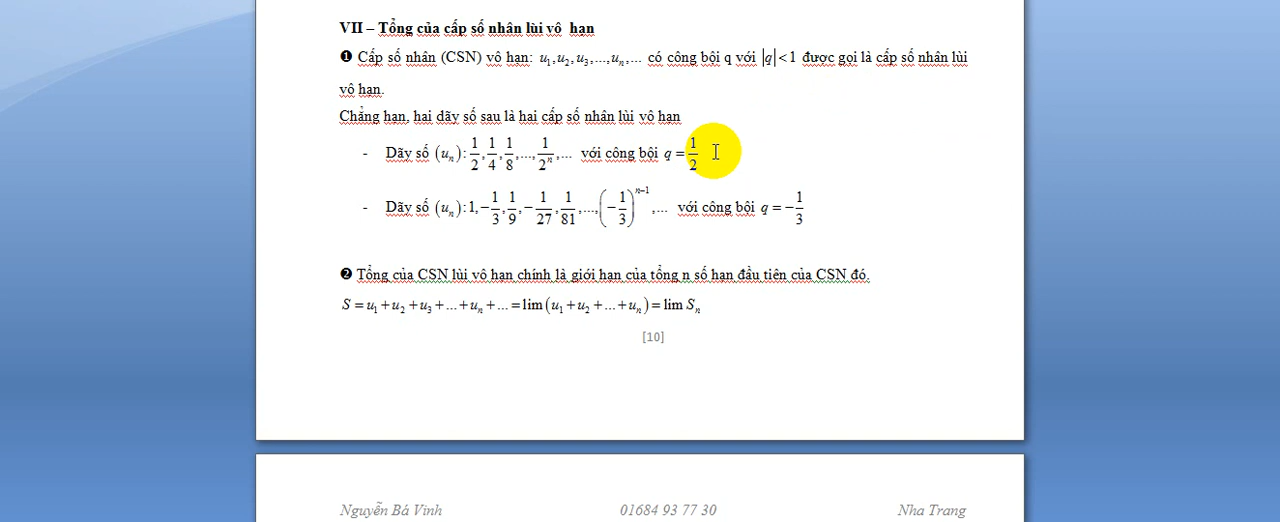 VII – Tổng của cấp số nhân lùi vô hạn
❶ Cấp số nhân (CSN) vô hạn: u₁,u₂,u₃,...,uₙ,... có công bội q với |q|<1 được gọi là cấp số nhân lùi
vô hạn.
Chẳng hạn, hai dãy số sau là hai cấp số nhân lùi vô hạn
- Dãy số (uₙ): 1/2, 1/4, 1/8,..., 1/2ⁿ,... với công bội q = 1/2
- Dãy số (uₙ): 1, −1/3, 1/9, −1/27, 1/81,..., (−1/3)ⁿ⁻¹,... với công bội q = −1/3
❷ Tổng của CSN lùi vô hạn chính là giới hạn của tổng n số hạn đầu tiên của CSN đó.
S = u₁ + u₂ + u₃ + ... + uₙ + ... = lim(u₁ + u₂ + ... + uₙ) = lim Sₙ
[10]
Nguyễn Bá Vinh 01684 93 77 30 Nha Trang